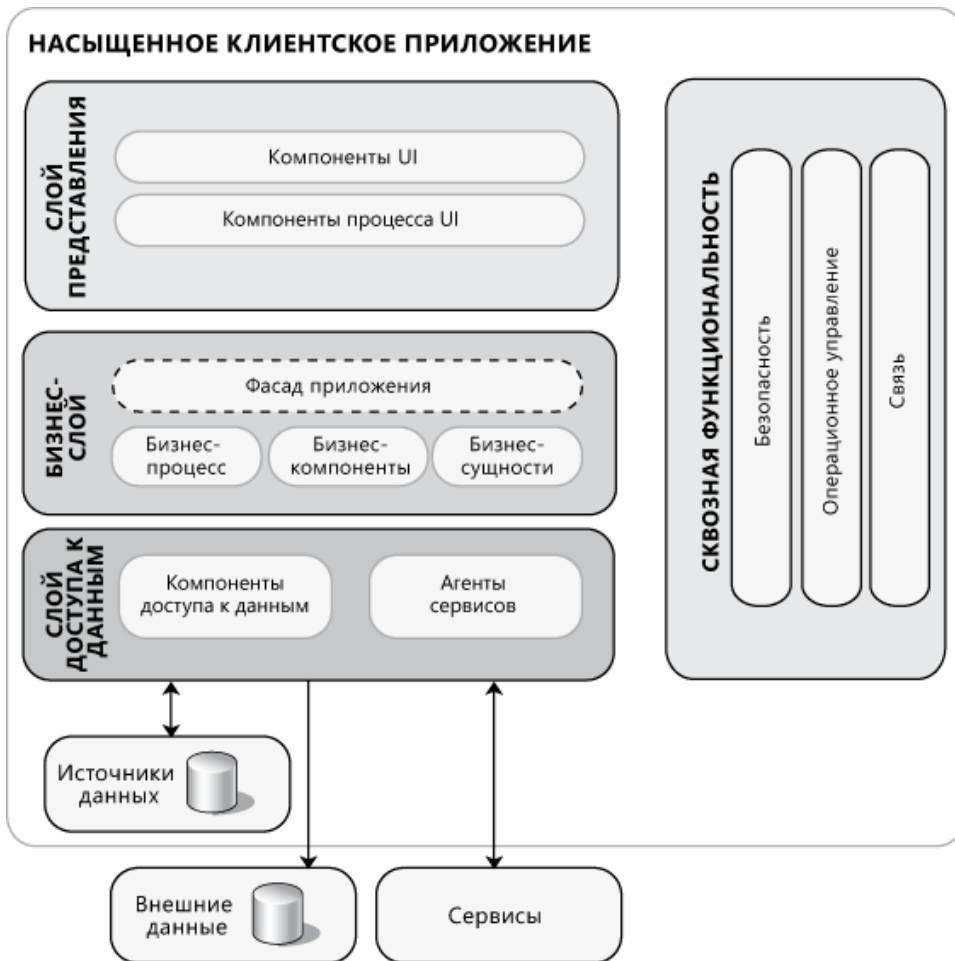 НАСЫЩЕННОЕ КЛИЕНТСКОЕ ПРИЛОЖЕНИЕ
СЛОЙ
ПРЕДСТАВЛЕНИЯ
Компоненты UI
Компоненты процесса UI
БИЗНЕС-
СЛОЙ
Фасад приложения
Бизнес-
процесс
Бизнес-
компоненты
Бизнес-
сущности
СЛОЙ
ДОСТУПА К
ДАННЫМ
Компоненты
доступа к данным
Агенты
сервисов
СКВОЗНАЯ ФУНКЦИОНАЛЬНОСТЬ
Безопасность
Операционное управление
Связь
Источники
данных
Внешние
данные
Сервисы